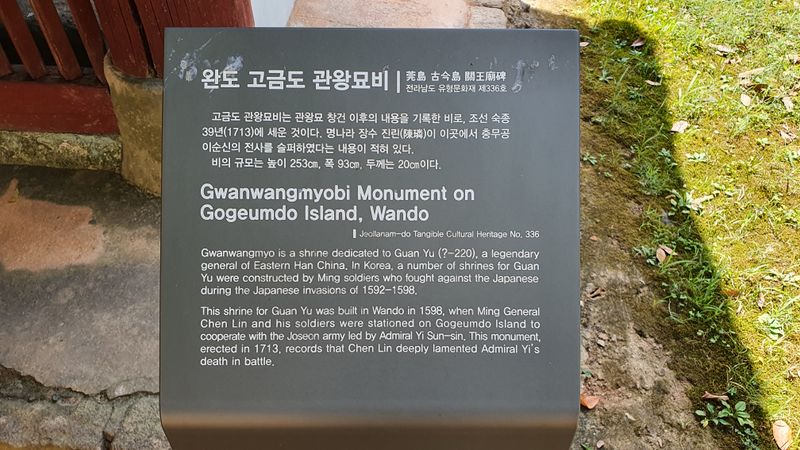 완도 고금도 관왕묘비 | 莞島 古今島 關王廟碑
전라남도 유형문화재 제336호
고금도 관왕묘비는 관왕묘 창건 이후의 내용을 기록한 비로, 조선 숙종
39년(1713)에 세운 것이다. 명나라 장수 진린(陳璘)이 이곳에서 충무공
이순신의 전사를 슬퍼하였다는 내용이 적혀 있다.
비의 규모는 높이 253㎝, 폭 93㎝, 두께는 20㎝이다.
Gwanwangmyobi Monument on
Gogeumdo Island, Wando
Jeollanam-do Tangible Cultural Heritage No. 336
Gwanwangmyo is a shrine dedicated to Guan Yu (?-220), a legendary
general of Eastern Han China. In Korea, a number of shrines for Guan
Yu were constructed by Ming soldiers who fought against the Japanese
during the Japanese invasions of 1592-1598.
This shrine for Guan Yu was built in Wando in 1598, when Ming General
Chen Lin and his soldiers were stationed on Gogeumdo Island to
cooperate with the Joseon army led by Admiral Yi Sun-sin. This monument,
erected in 1713, records that Chen Lin deeply lamented Admiral Yi's
death in battle.